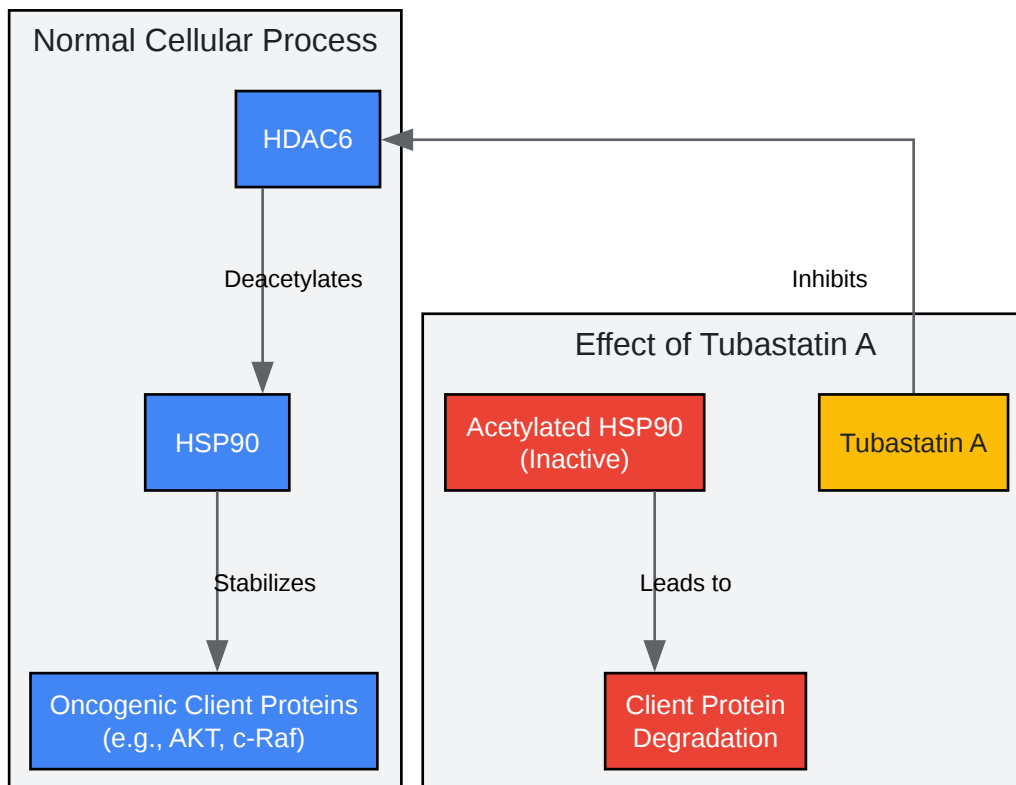 Normal Cellular Process
HDAC6
Deacetylates
HSP90
Stabilizes
Oncogenic Client Proteins
(e.g., AKT, c-Raf)
Inhibits
Effect of Tubastatin A
Acetylated HSP90
(Inactive)
Tubastatin A
Leads to
Client Protein
Degradation